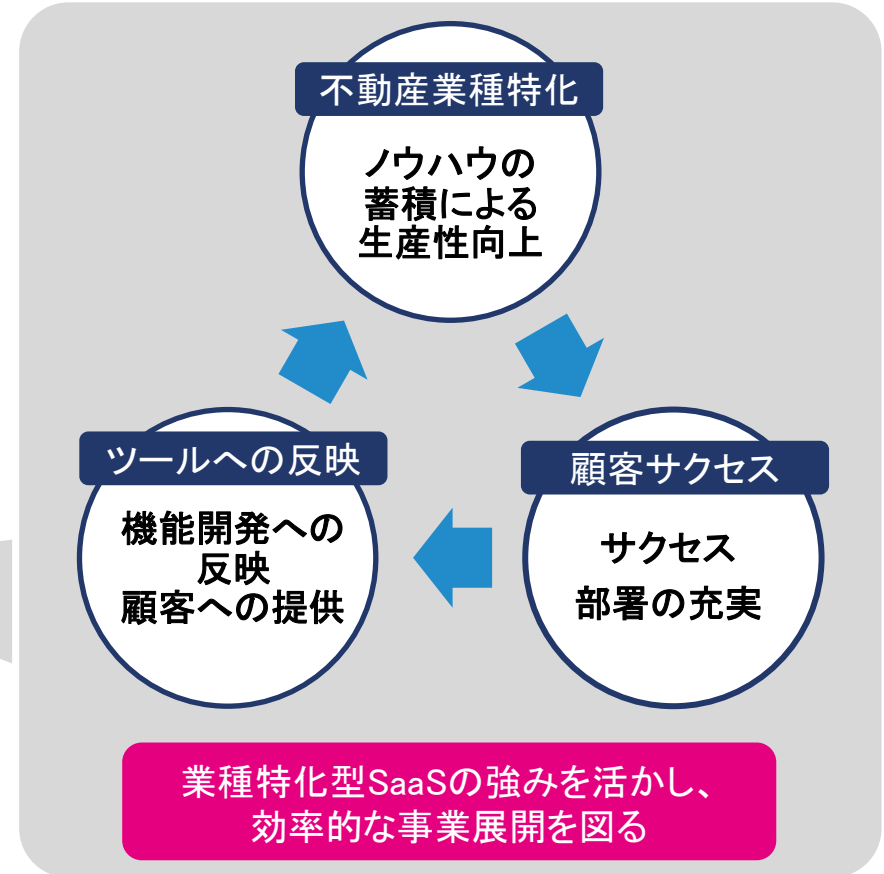 不動産業種特化
ノウハウの
蓄積による
生産性向上
ツールへの反映
機能開発への
反映
顧客への提供
顧客サクセス
サクセス
部署の充実
業種特化型SaaSの強みを活かし、
効率的な事業展開を図る